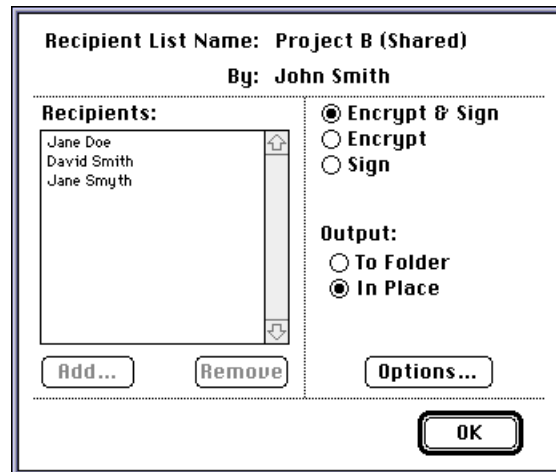 Recipient List Name: Project B (Shared)
By: John Smith
Recipients:
Jane Doe
David Smith
Jane Smyth
Add...
Remove
Encrypt & Sign
Encrypt
Sign
Output:
To Folder
In Place
Options...
OK